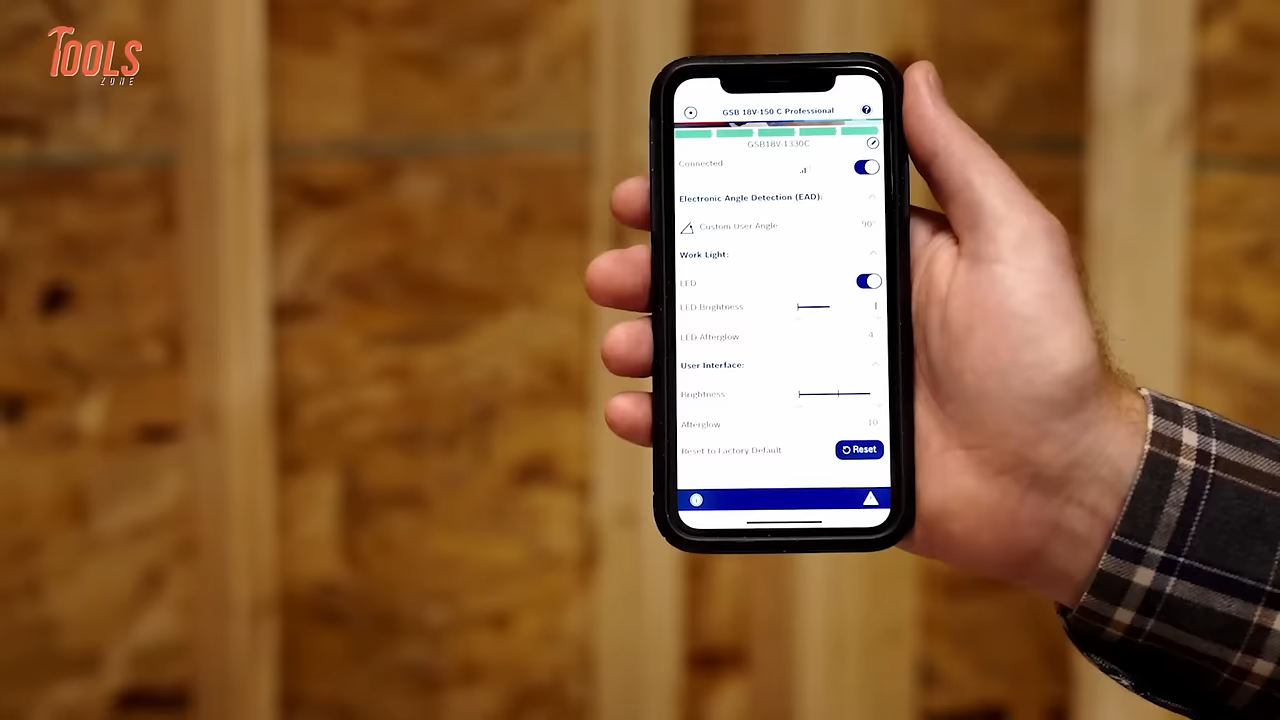 TOOLS
ZONE
GSB 18V-150 C Professional
GSB18V-1330C
Connected
Electronic Angle Detection (EAD):
Custom User Angle 90°
Work Light:
LED
LED Brightness 1
LED Afterglow 4
User Interface:
Brightness
Afterglow 10
Reset to Factory Default Reset